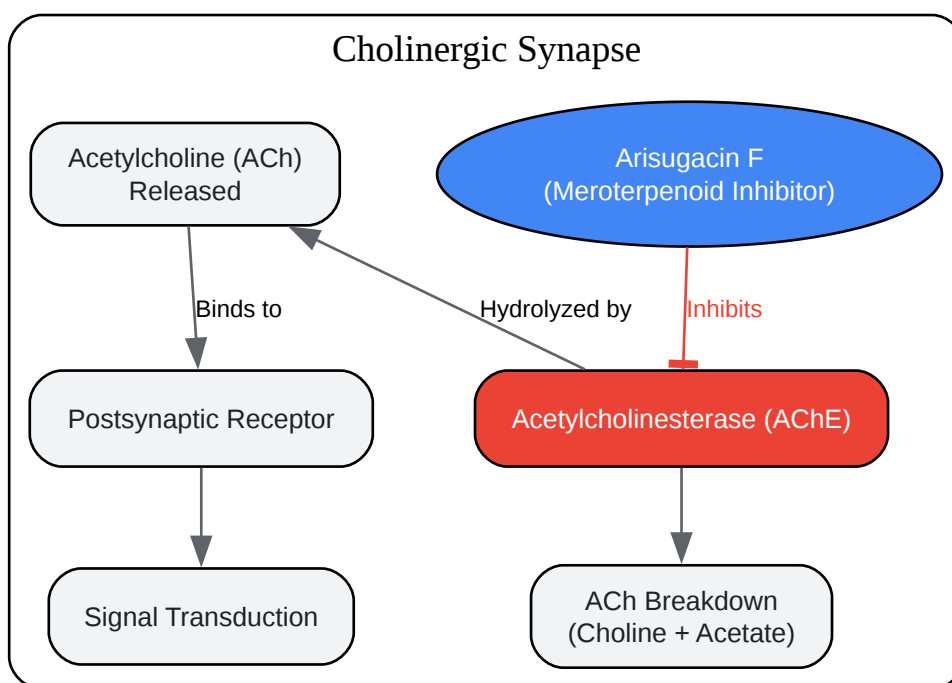 Cholinergic Synapse
Acetylcholine (ACh)
Released
Arisugacin F
(Meroterpenoid Inhibitor)
Binds to
Hydrolyzed by
Inhibits
Postsynaptic Receptor
Acetylcholinesterase (AChE)
Signal Transduction
ACh Breakdown
(Choline + Acetate)